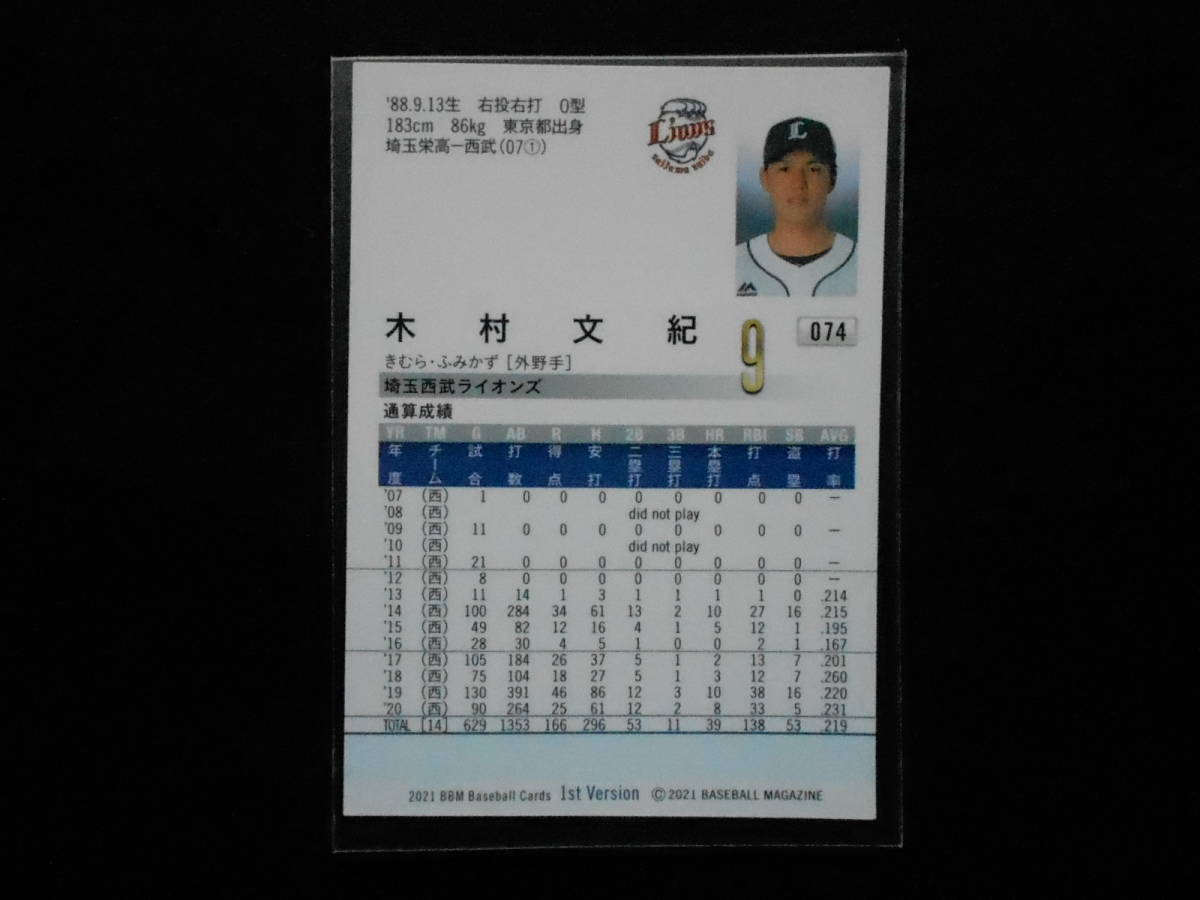 '88.9.13生 右投右打 O型
183cm 86kg 東京都出身
埼玉栄高ー西武(07①)
Lions
saitama seibu
L
木村文紀 9 074
きむら・ふみかず [外野手]
埼玉西武ライオンズ
通算成績
YR TM G AB R H 2B 3B HR RBI SB AVG
年度 チーム 試合 打数 得点 安打 二塁打 三塁打 本塁打 打点 盗塁 打率
'07 (西) 1 0 0 0 0 0 0 0 0 －
'08 (西) did not play
'09 (西) 11 0 0 0 0 0 0 0 0 －
'10 (西) did not play
'11 (西) 21 0 0 0 0 0 0 0 0 －
'12 (西) 8 0 0 0 0 0 0 0 0 －
'13 (西) 11 14 1 3 1 1 1 1 0 .214
'14 (西) 100 284 34 61 13 2 10 27 16 .215
'15 (西) 49 82 12 16 4 1 5 12 1 .195
'16 (西) 28 30 4 5 1 0 0 2 1 .167
'17 (西) 105 184 26 37 5 1 2 13 7 .201
'18 (西) 75 104 18 27 5 1 3 12 7 .260
'19 (西) 130 391 46 86 12 3 10 38 16 .220
'20 (西) 90 264 25 61 12 2 8 33 5 .231
TOTAL [14] 629 1353 166 296 53 11 39 138 53 .219
2021 BBM Baseball Cards 1st Version ©2021 BASEBALL MAGAZINE